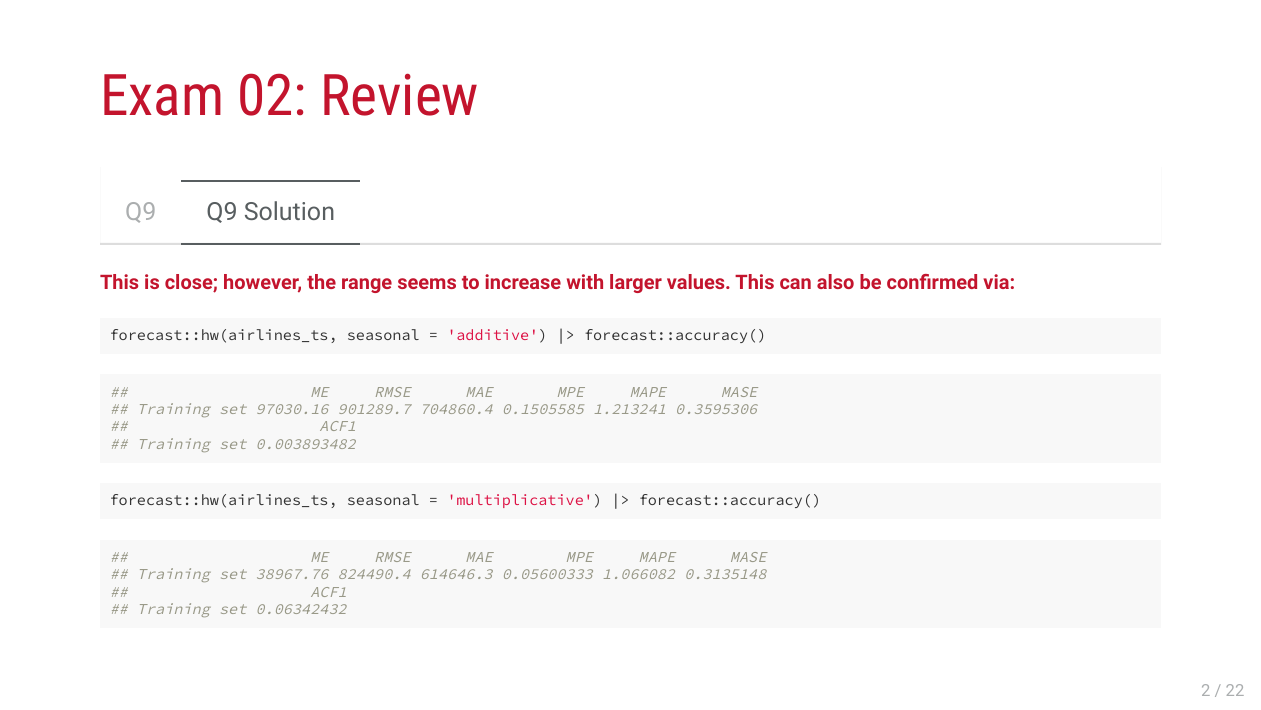 Exam 02: Review
Q9
Q9 Solution
This is close; however, the range seems to increase with larger values. This can also be confirmed via:
forecast::hw(airlines_ts, seasonal = 'additive') |> forecast::accuracy()
##                    ME     RMSE      MAE       MPE     MAPE      MASE
## Training set 97030.16 901289.7 704860.4 0.1505585 1.213241 0.3595306
##                     ACF1
## Training set 0.003893482
forecast::hw(airlines_ts, seasonal = 'multiplicative') |> forecast::accuracy()
##                    ME     RMSE      MAE        MPE     MAPE      MASE
## Training set 38967.76 824490.4 614646.3 0.05600333 1.066082 0.3135148
##                    ACF1
## Training set 0.06342432
2 / 22